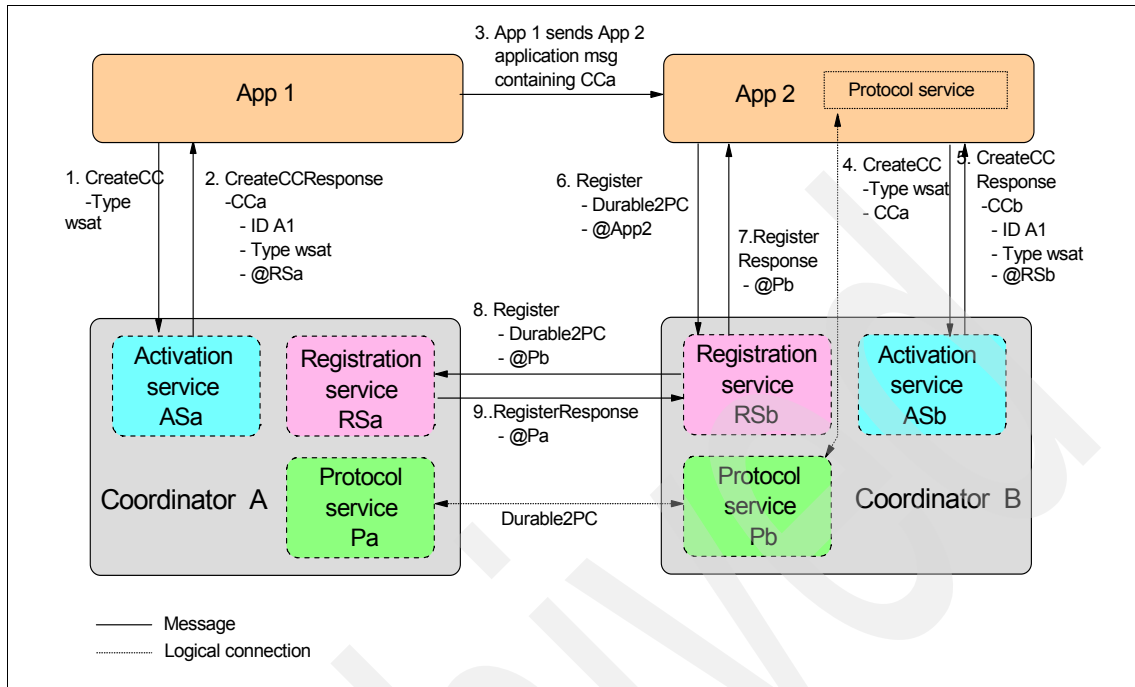 3. App 1 sends App 2
application msg
containing CCa
App 1
App 2
Protocol service
1. CreateCC
-Type
wsat
2. CreateCCResponse
-CCa
- ID A1
- Type wsat
- @RSa
6. Register
- Durable2PC
- @App2
7.Register
Response
- @Pb
4. CreateCC
- Type wsat
- CCa
5. CreateCC
Response
-CCb
- ID A1
- Type wsat
- @RSb
8. Register
- Durable2PC
- @Pb
9..RegisterResponse
- @Pa
Activation
service
ASa
Registration
service
RSa
Registration
service
RSb
Activation
service
ASb
Coordinator A
Protocol
service
Pa
Durable2PC
Protocol
service
Pb
Coordinator B
Message
Logical connection